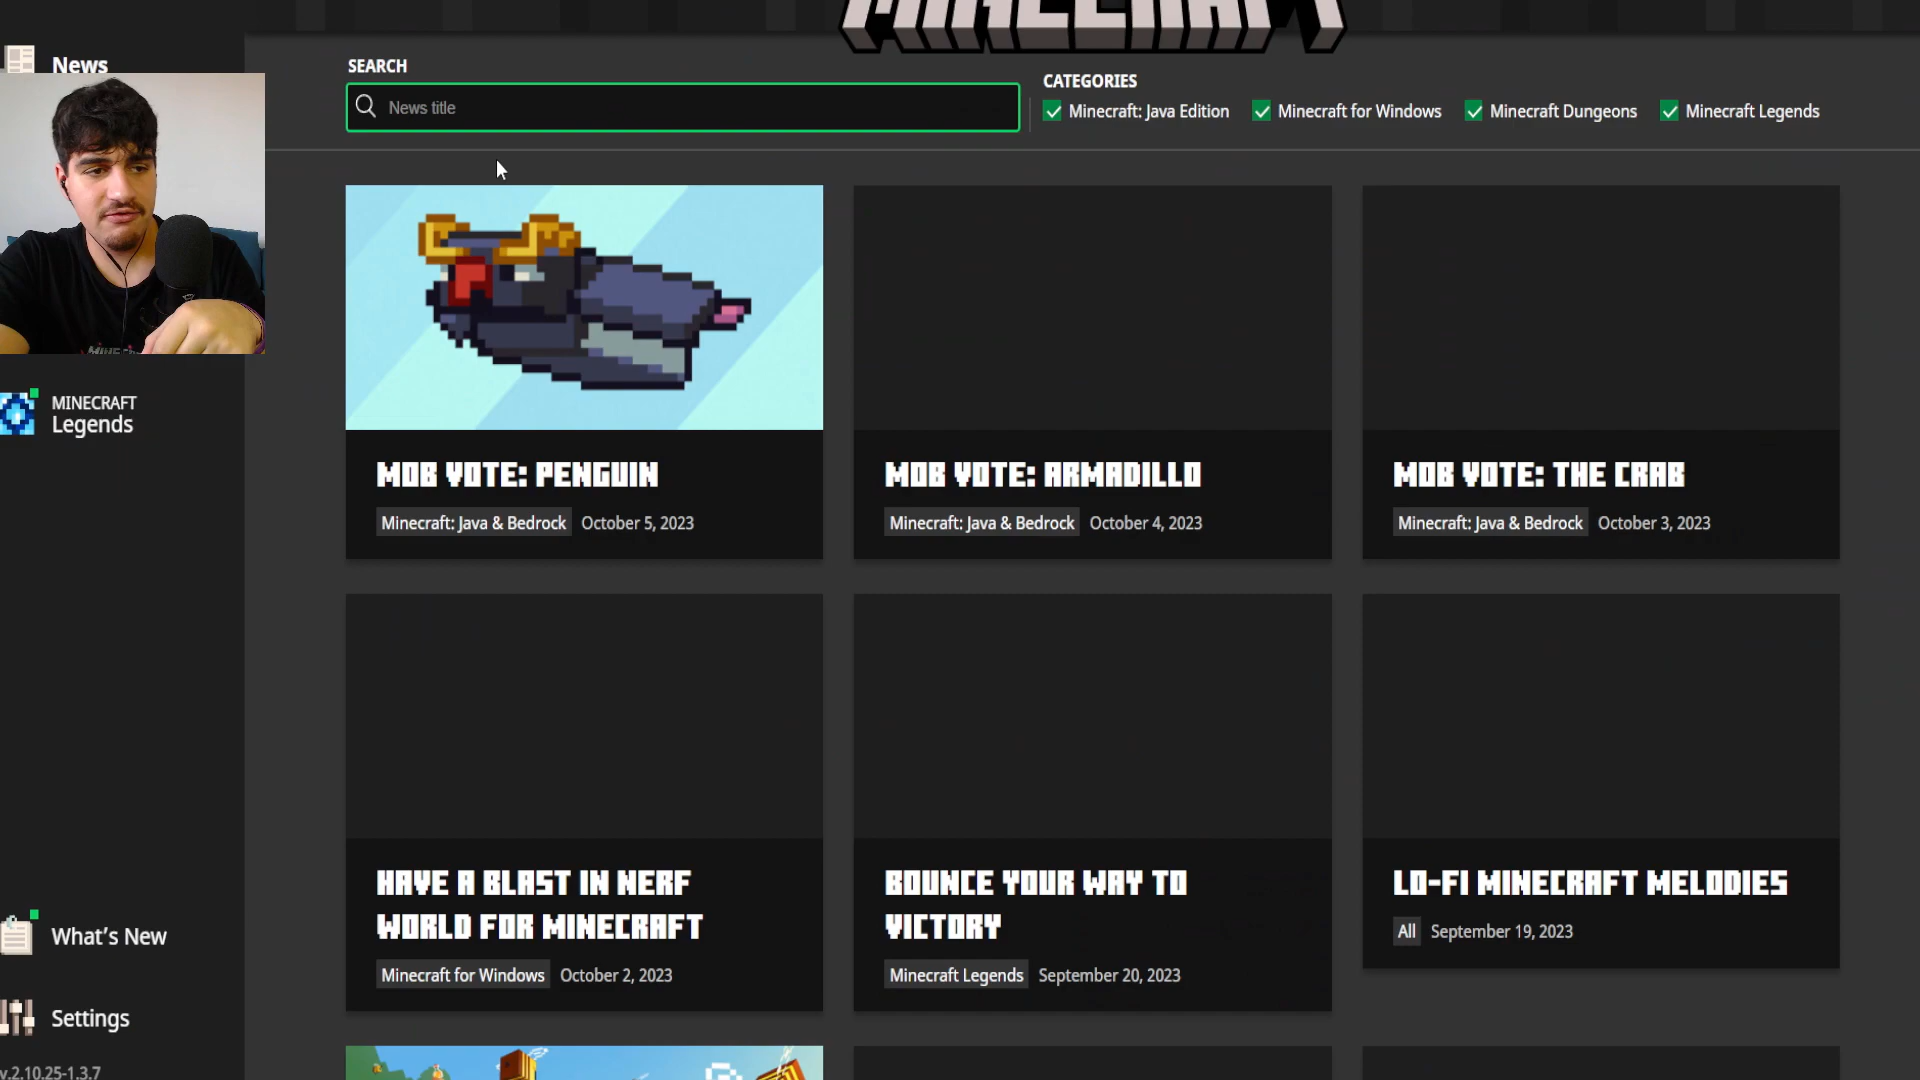 MINECRAFT
News
SEARCH
News title
CATEGORIES
Minecraft: Java Edition
Minecraft for Windows
Minecraft Dungeons
Minecraft Legends
MINECRAFT
Legends
MOB VOTE: PENGUIN
Minecraft: Java & Bedrock October 5, 2023
MOB VOTE: ARMADILLO
Minecraft: Java & Bedrock October 4, 2023
MOB VOTE: THE CRAB
Minecraft: Java & Bedrock October 3, 2023
HAVE A BLAST IN NERF
WORLD FOR MINECRAFT
Minecraft for Windows October 2, 2023
BOUNCE YOUR WAY TO
VICTORY
Minecraft Legends September 20, 2023
LO-FI MINECRAFT MELODIES
All September 19, 2023
What's New
Settings
v.2.10.25-1.3.7